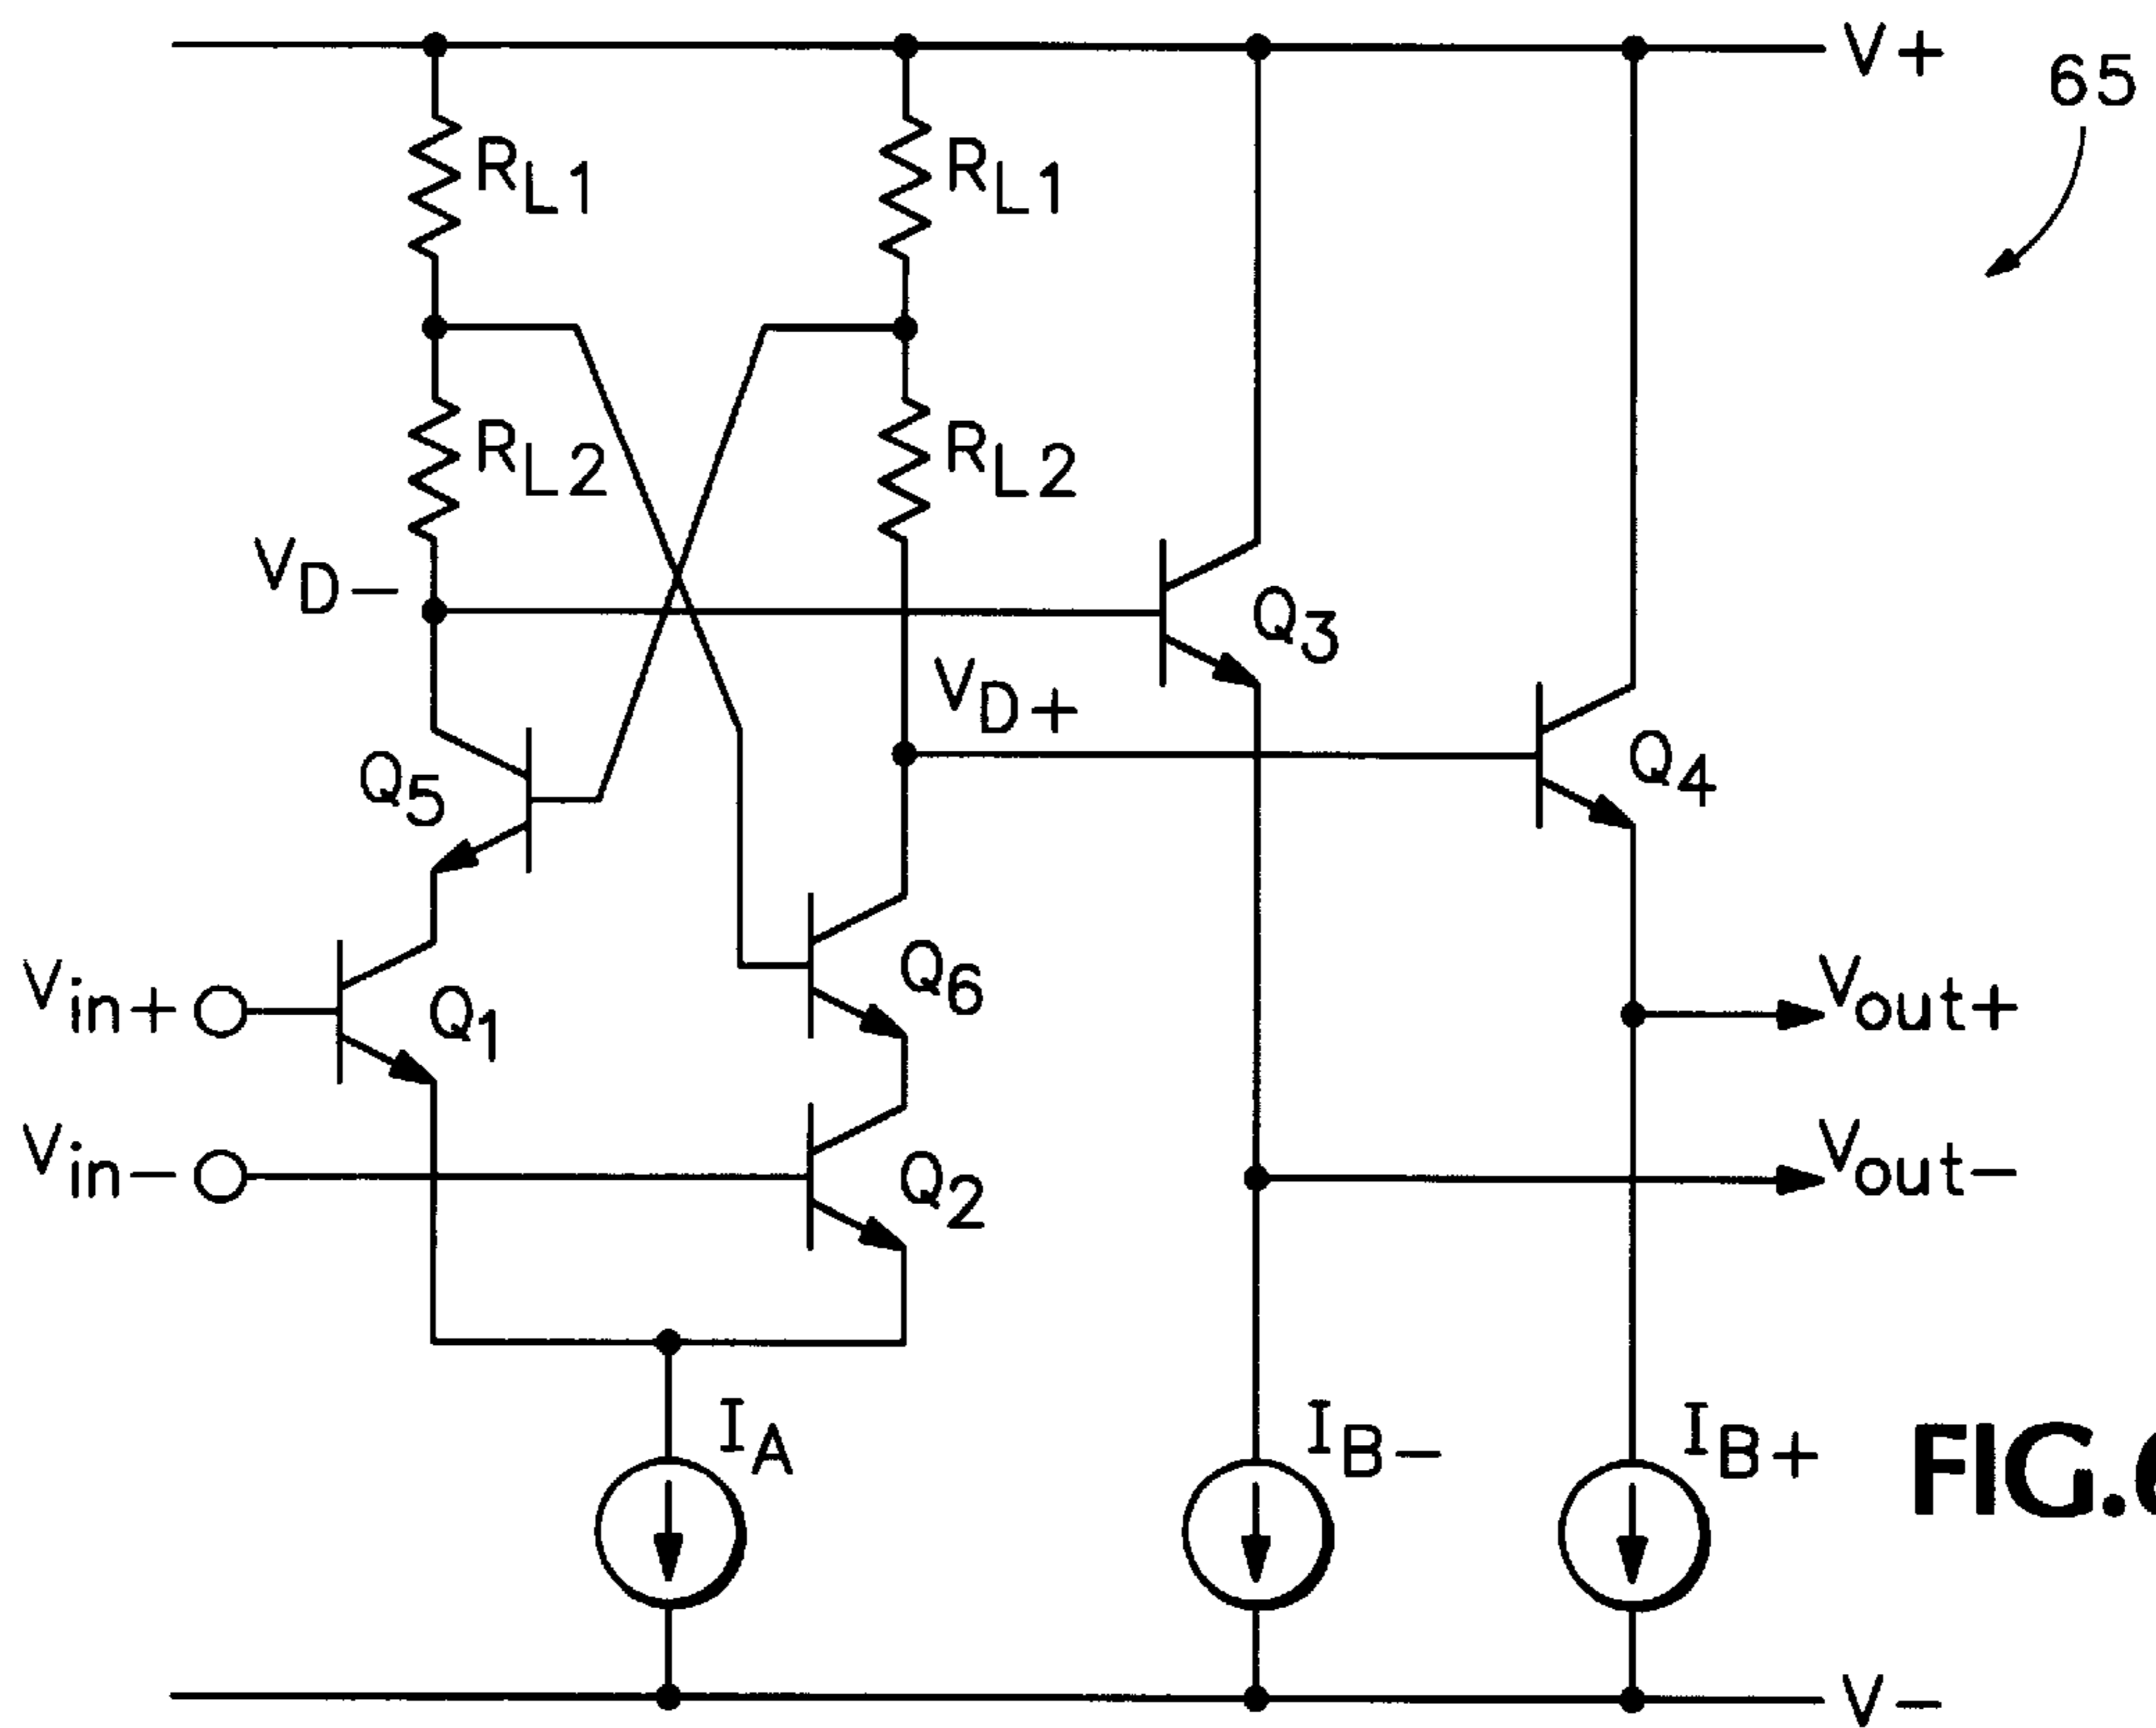 V+
65
RL1
RL1
RL2
RL2
VD-
Q3
VD+
Q4
Q5
Vin+
Q1
Q6
Vout+
Vin-
Q2
Vout-
IA
IB-
IB+
FIG.
V-